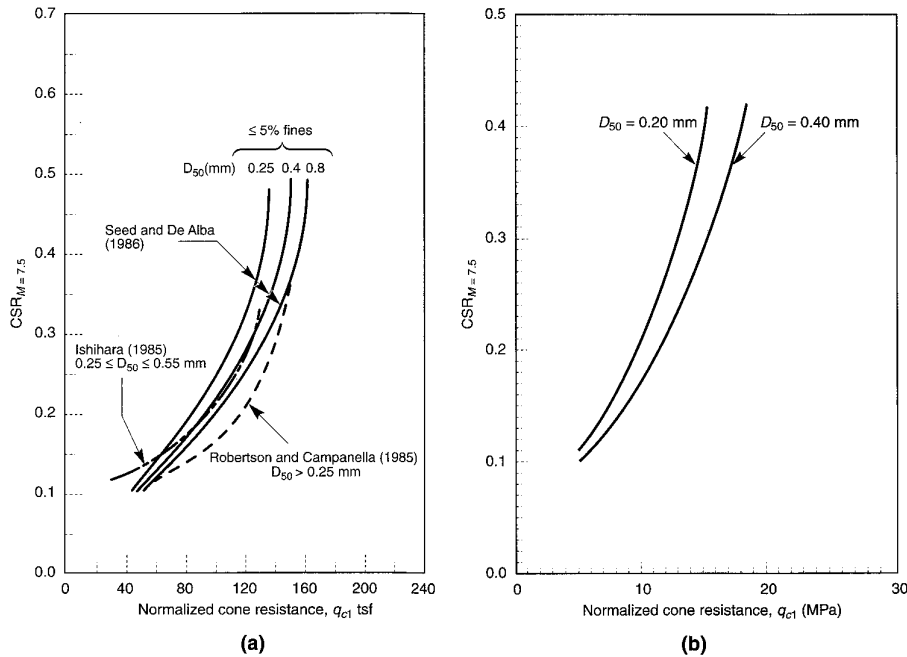 0.7
0.6
0.5
0.4
0.3
0.2
0.1
0.0
CSR_M = 7.5
≤ 5% fines
D50(mm) 0.25 0.4 0.8
Seed and De Alba
(1986)
Ishihara (1985)
0.25 ≤ D50 ≤ 0.55 mm
Robertson and Campanella (1985)
D50 > 0.25 mm
0 40 80 120 160 200 240
Normalized cone resistance, qc1 tsf
(a)
0.5
0.4
0.3
0.2
0.1
0.0
CSR_M = 7.5
D50 = 0.20 mm
D50 = 0.40 mm
0 10 20 30
Normalized cone resistance, qc1 (MPa)
(b)